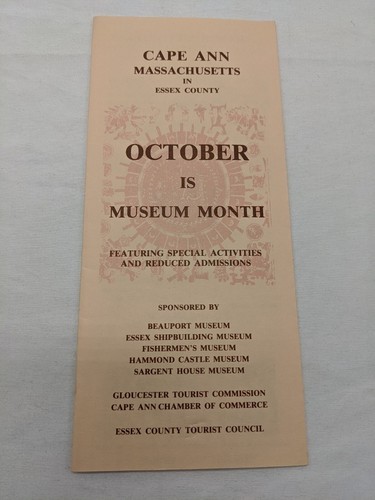 CAPE ANN
MASSACHUSETTS
IN
ESSEX COUNTY
OCTOBER
IS
MUSEUM MONTH
FEATURING SPECIAL ACTIVITIES
AND REDUCED ADMISSIONS
SPONSORED BY
BEAUPORT MUSEUM
ESSEX SHIPBUILDING MUSEUM
FISHERMEN'S MUSEUM
HAMMOND CASTLE MUSEUM
SARGENT HOUSE MUSEUM
GLOUCESTER TOURIST COMMISSION
CAPE ANN CHAMBER OF COMMERCE
ESSEX COUNTY TOURIST COUNCIL